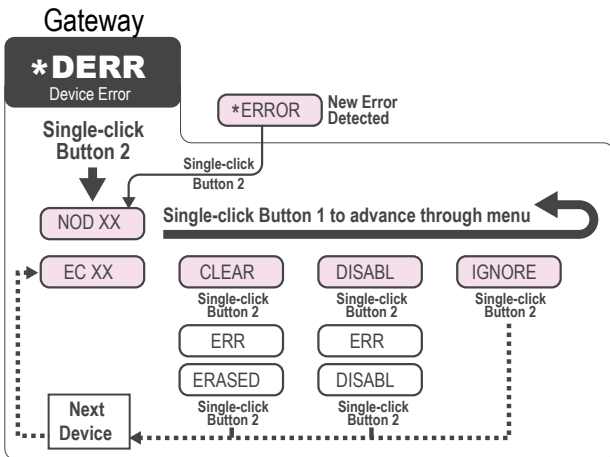 Gateway
*DERR
Device Error
*ERROR
New Error
Detected
Single-click
Button 2
Single-click
Button 2
NOD XX
Single-click Button 1 to advance through menu
EC XX
CLEAR
DISABL
IGNORE
Single-click
Button 2
Single-click
Button 2
Single-click
Button 2
ERR
ERR
ERASED
DISABL
Single-click
Button 2
Single-click
Button 2
Next
Device